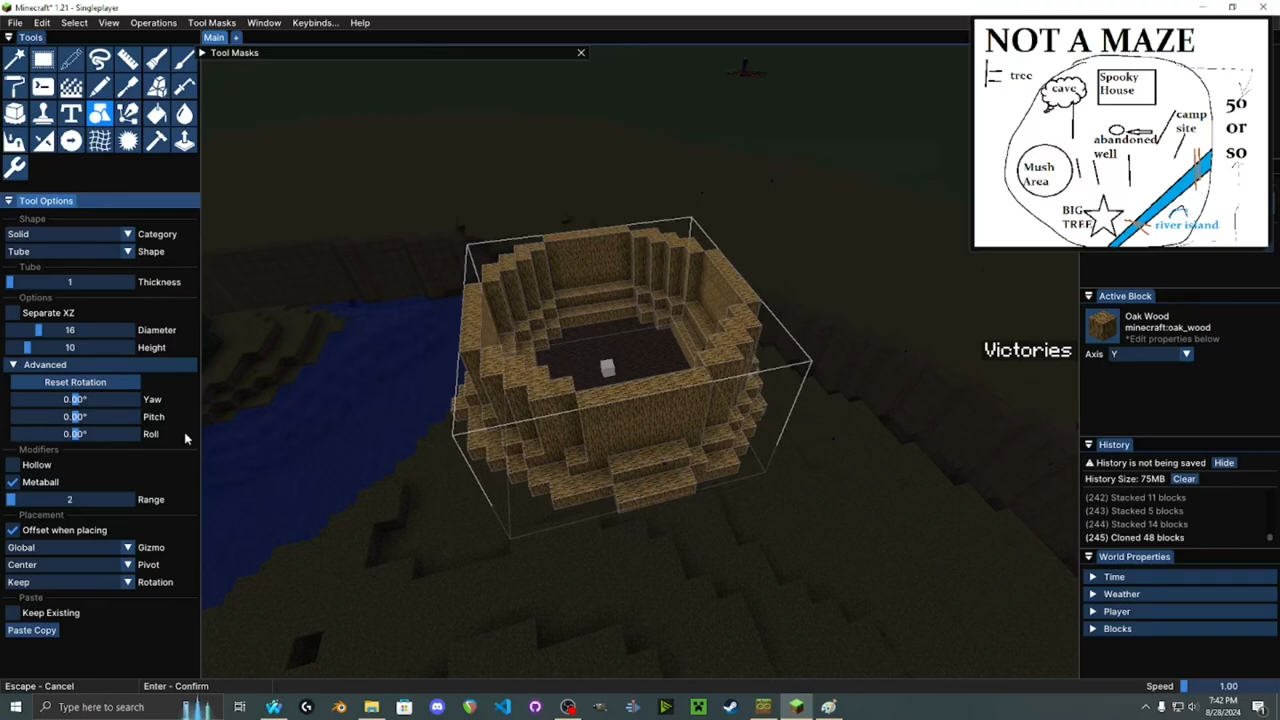 Minecraft* 1.21 - Singleplayer
File Edit Select View Operations Tool Masks Window Keybinds... Help
Tools
Main +
Tool Masks
Tool Options
Shape
Solid Category
Tube Shape
Tube
1 Thickness
Options
Separate XZ
16 Diameter
10 Height
Advanced
Reset Rotation
0.00° Yaw
0.00° Pitch
0.00° Roll
Modifiers
Hollow
Metaball
2 Range
Placement
Offset when placing
Global Gizmo
Center Pivot
Keep Rotation
Paste
Keep Existing
Paste Copy
NOT A MAZE
tree
cave
Spooky
House
50
or
so
camp
site
abandoned
well
Mush
Area
BIG
TREE
river island
Victories
Active Block
Oak Wood
minecraft:oak_wood
*Edit properties below
Axis Y
History
History is not being saved Hide
History Size: 75MB Clear
(242) Stacked 11 blocks
(243) Stacked 5 blocks
(244) Stacked 14 blocks
(245) Cloned 48 blocks
World Properties
Time
Weather
Player
Blocks
Escape - Cancel Enter - Confirm Speed 1.00
Type here to search
7:42 PM
8/28/2024